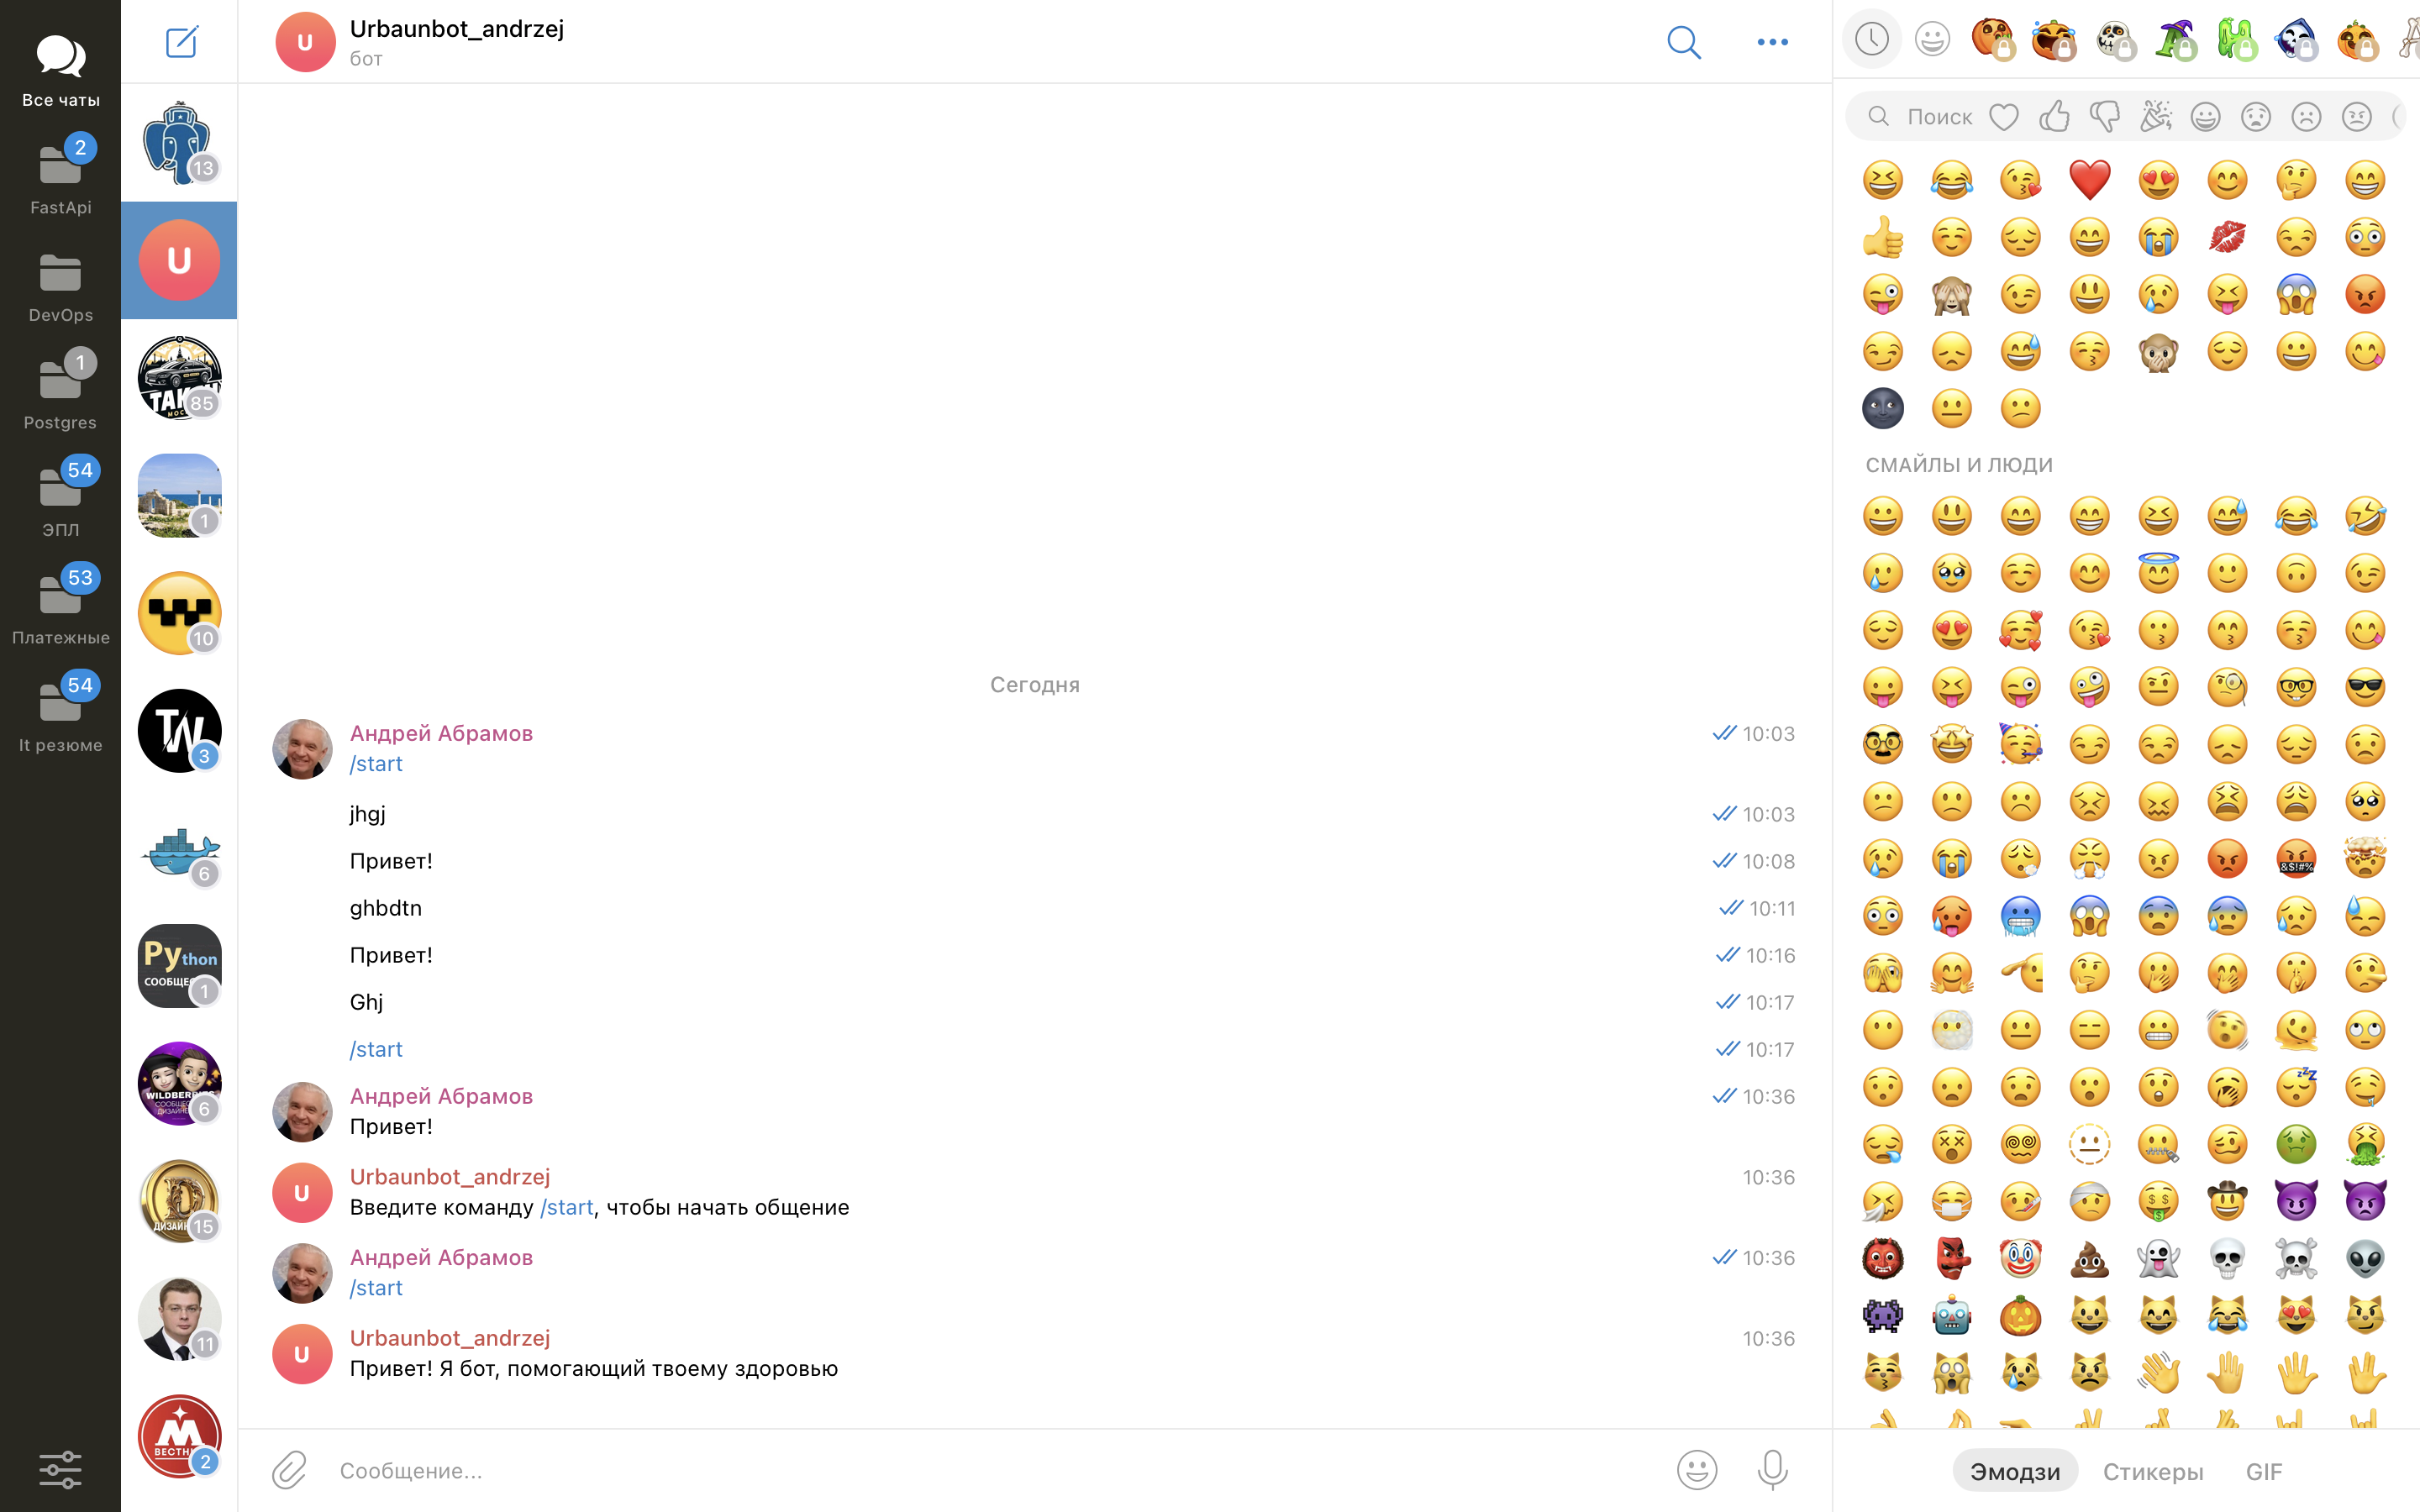 Все чаты
2
FastApi
DevOps
1
Postgres
54
ЭПЛ
53
Платежные
54
It резюме
13
U
85
1
10
TW
3
6
Python
1
WILDBERRIES
6
15
11
М
2
U
Urbaunbot_andrzej
бот
Сегодня
Андрей Абрамов
10:03
/start
jhgj
10:03
Привет!
10:08
ghbdtn
10:11
Привет!
10:16
Ghj
10:17
/start
10:17
Андрей Абрамов
10:36
Привет!
U
Urbaunbot_andrzej
10:36
Введите команду /start, чтобы начать общение
Андрей Абрамов
10:36
/start
U
Urbaunbot_andrzej
10:36
Привет! Я бот, помогающий твоему здоровью
Сообщение...
Поиск
СМАЙЛЫ И ЛЮДИ
Эмодзи
Стикеры
GIF